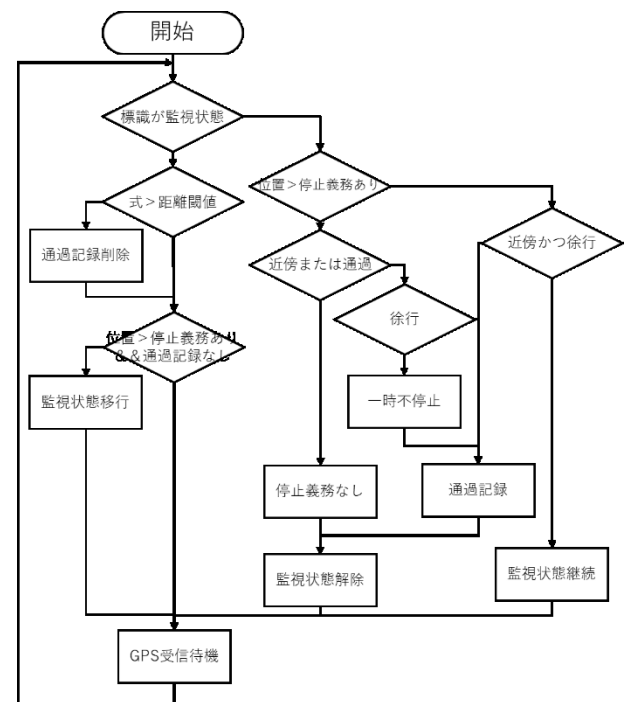 開始
標識が監視状態
式>距離閾値
通過記録削除
位置>停止義務あり
&&通過記録なし
監視状態移行
位置>停止義務あり
近傍または通過
近傍かつ徐行
徐行
一時不停止
停止義務なし
通過記録
監視状態解除
監視状態継続
GPS受信待機